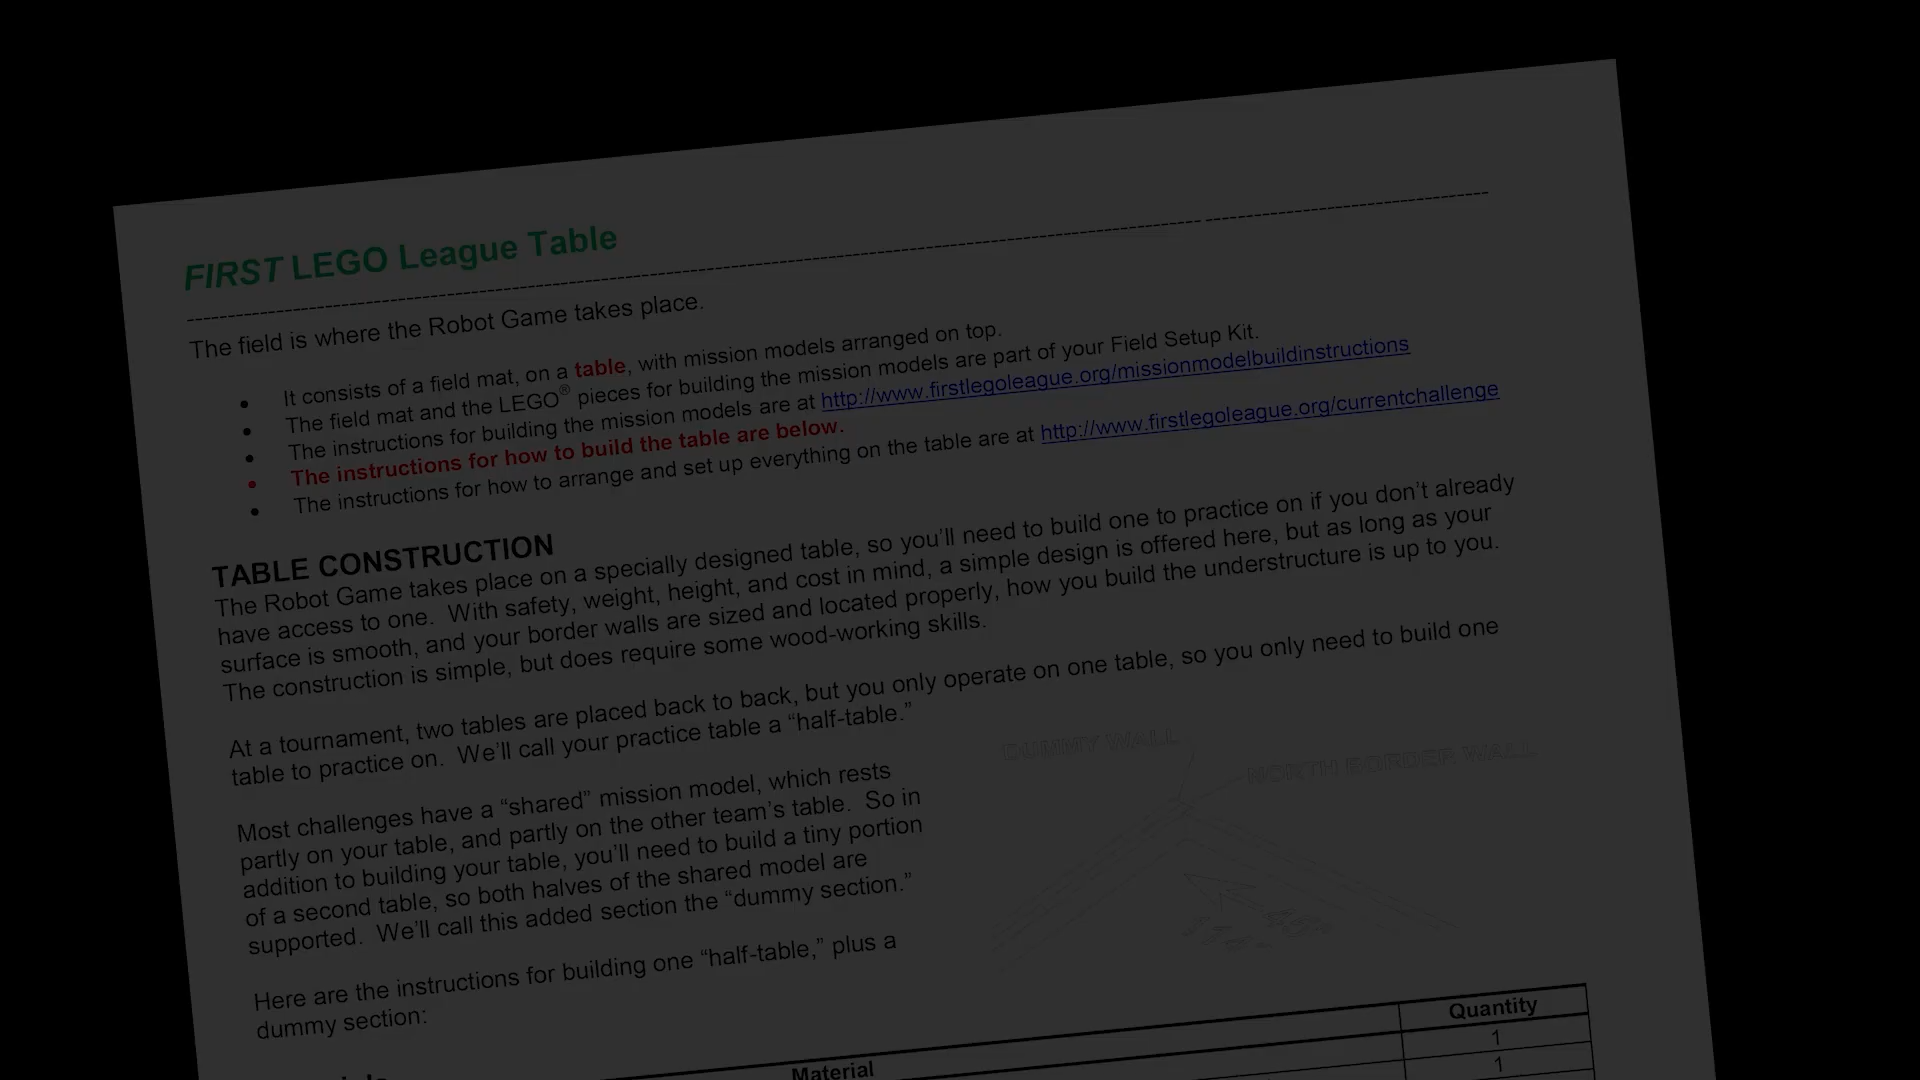 FIRST LEGO League Table
The field is where the Robot Game takes place.
• It consists of a field mat, on a table, with mission models arranged on top.
• The field mat and the LEGO® pieces for building the mission models are part of your Field Setup Kit.
• The instructions for building the mission models are at http://www.firstlegoleague.org/missionmodelbuildinstructions
• The instructions for how to build the table are below.
• The instructions for how to arrange and set up everything on the table are at http://www.firstlegoleague.org/currentchallenge
TABLE CONSTRUCTION
The Robot Game takes place on a specially designed table, so you’ll need to build one to practice on if you don’t already
have access to one.  With safety, weight, height, and cost in mind, a simple design is offered here, but as long as your
surface is smooth, and your border walls are sized and located properly, how you build the understructure is up to you.
The construction is simple, but does require some wood-working skills.
At a tournament, two tables are placed back to back, but you only operate on one table, so you only need to build one
table to practice on.  We’ll call your practice table a “half-table.”
Most challenges have a “shared” mission model, which rests
partly on your table, and partly on the other team’s table.  So in
addition to building your table, you’ll need to build a tiny portion
of a second table, so both halves of the shared model are
supported.  We’ll call this added section the “dummy section.”
DUMMY WALL
NORTH BORDER WALL
Here are the instructions for building one “half-table,” plus a
dummy section:
Material
Quantity
1
1